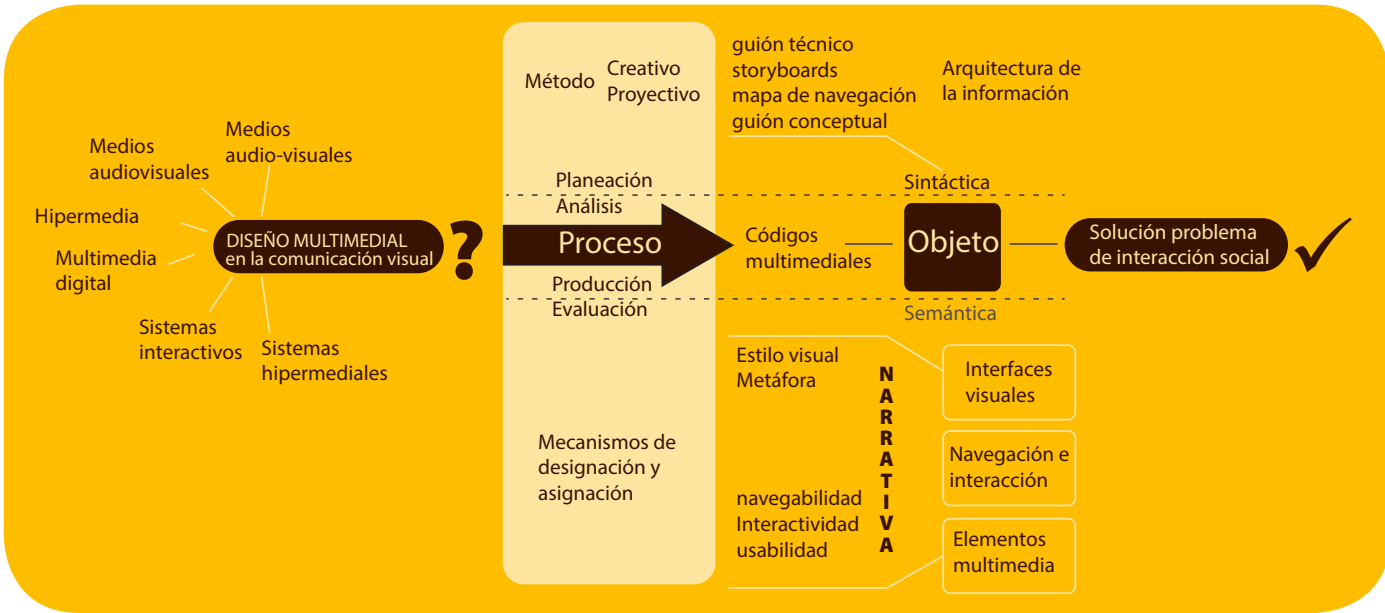 Medios
audio-visuales
Medios
audiovisuales
Hipermedia
Multimedia
digital
Sistemas
interactivos
Sistemas
hipermediales
DISEÑO MULTIMEDIAL
en la comunicación visual
?
Método
Creativo
Proyectivo
Planeación
Análisis
Proceso
Producción
Evaluación
Mecanismos de
designación y
asignación
guión técnico
storyboards
mapa de navegación
guión conceptual
Arquitectura de
la información
Sintáctica
Códigos
multimediales
Objeto
Solución problema
de interacción social
Semántica
Estilo visual
Metáfora
navegabilidad
Interactividad
usabilidad
N
A
R
R
A
T
I
V
A
Interfaces
visuales
Navegación e
interacción
Elementos
multimedia